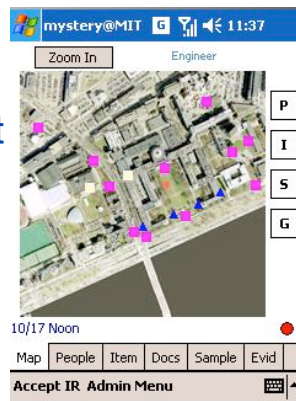 mystery@MIT G 11:37
Zoom In Engineer
P
I
S
G
10/17 Noon
Map People Item Docs Sample Evid
Accept IR Admin Menu